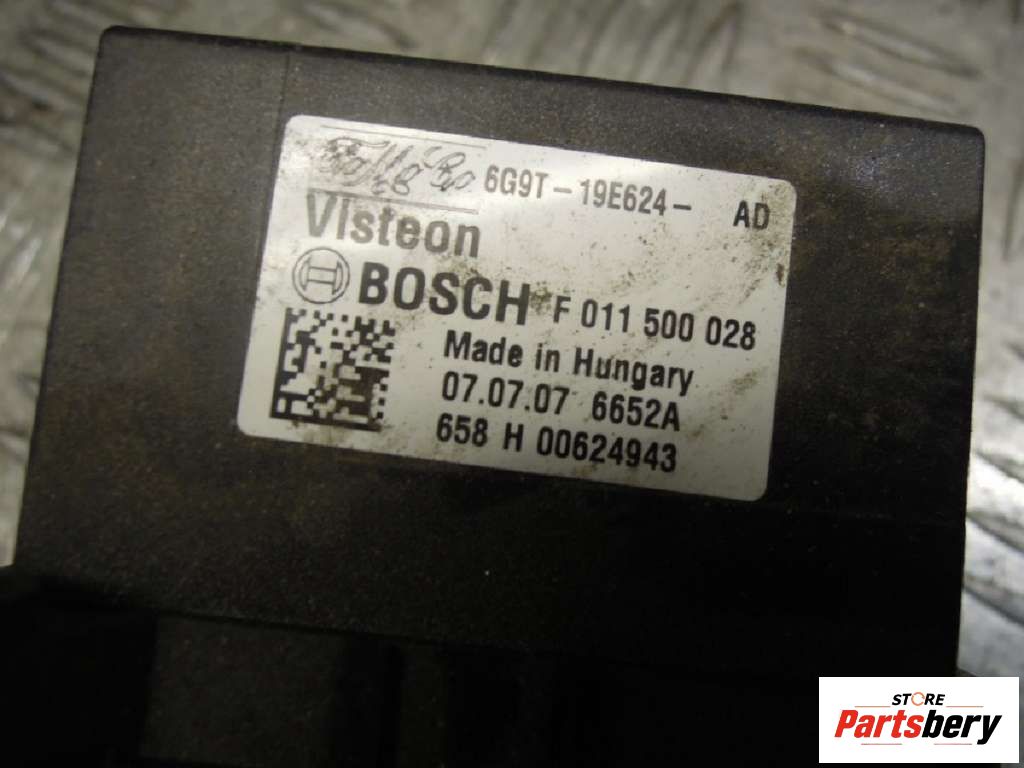 6G9T-19E624- AD
Visteon
BOSCH F 011 500 028
Made in Hungary
07.07.07 6652A
658 H 00624943
STORE
Partsbery